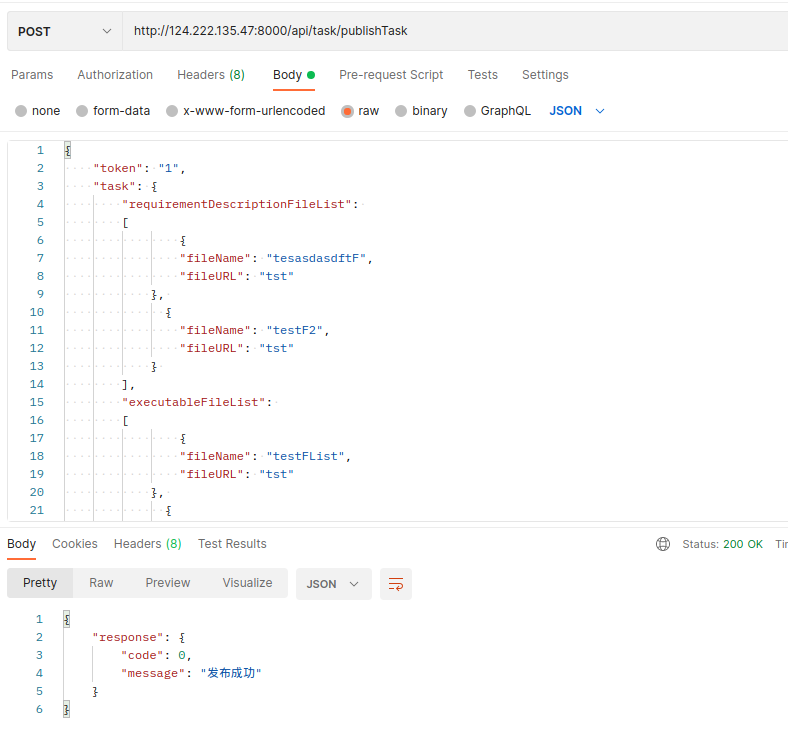 POST http://124.222.135.47:8000/api/task/publishTask
Params Authorization Headers (8) Body Pre-request Script Tests Settings
none form-data x-www-form-urlencoded raw binary GraphQL JSON
1 {
2 "token": "1",
3 "task": {
4 "requirementDescriptionFileList":
5 [
6 {
7 "fileName": "tesasdasdftF",
8 "fileURL": "tst"
9 },
10 {
11 "fileName": "testF2",
12 "fileURL": "tst"
13 }
14 ],
15 "executableFileList":
16 [
17 {
18 "fileName": "testFList",
19 "fileURL": "tst"
20 },
21 {
Body Cookies Headers (8) Test Results Status: 200 OK Tir
Pretty Raw Preview Visualize JSON
1 {
2 "response": {
3 "code": 0,
4 "message": "发布成功"
5 }
6 }